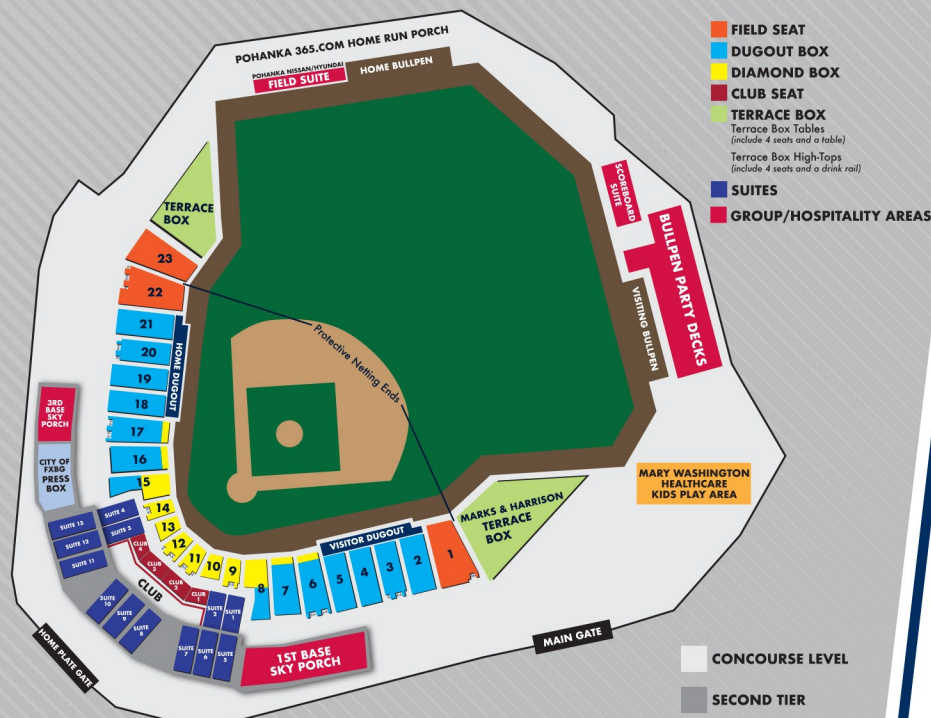 POHANKA 365.COM HOME RUN PORCH
POHANKA NISSAN/HYUNDAI
FIELD SUITE
HOME BULLPEN
FIELD SEAT
DUGOUT BOX
DIAMOND BOX
CLUB SEAT
TERRACE BOX
Terrace Box Tables
(include 4 seats and a table)
Terrace Box High-Tops
(include 4 seats and a drink rail)
SUITES
GROUP/HOSPITALITY AREAS
SCOREBOARD
SUITE
BULLPEN PARTY DECKS
VISITING BULLPEN
TERRACE
BOX
23
22
21
20
19
18
17
16
15
14
13
12
11
10
9
8
7
6
5
4
3
2
1
HOME DUGOUT
Protective Netting Ends
VISITOR DUGOUT
MARKS & HARRISON
TERRACE
BOX
MARY WASHINGTON
HEALTHCARE
KIDS PLAY AREA
3RD
BASE
SKY
PORCH
CITY OF
FXBG
PRESS
BOX
SUITE 13
SUITE 12
SUITE 11
SUITE 4
SUITE 3
CLUB
4
CLUB
3
CLUB
2
CLUB
1
CLUB
SUITE
10
SUITE
9
SUITE
8
SUITE
7
SUITE
6
SUITE
5
SUITE
2
SUITE
1
1ST BASE
SKY PORCH
HOME PLATE GATE
MAIN GATE
CONCOURSE LEVEL
SECOND TIER